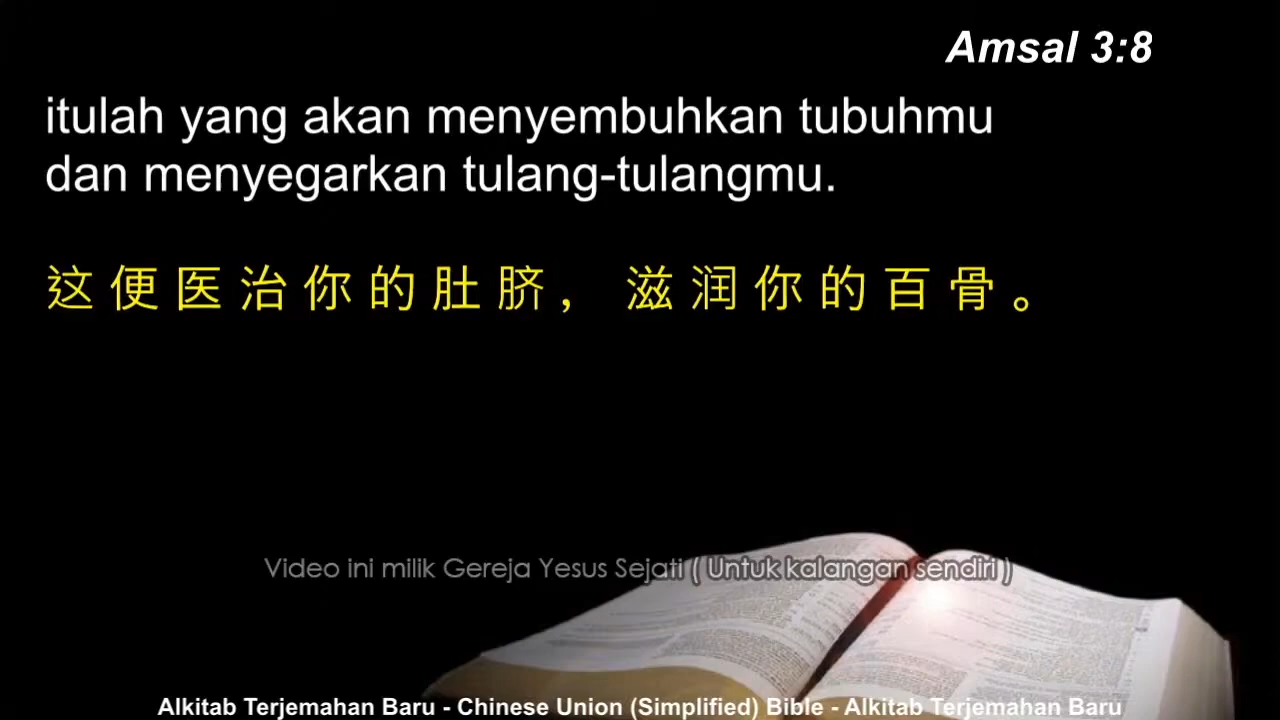 Amsal 3:8
itulah yang akan menyembuhkan tubuhmu
dan menyegarkan tulang-tulangmu.
这便医治你的肚脐，滋润你的百骨。
Video ini milik Gereja Yesus Sejati ( Untuk kalangan sendiri )
Alkitab Terjemahan Baru - Chinese Union (Simplified) Bible - Alkitab Terjemahan Baru